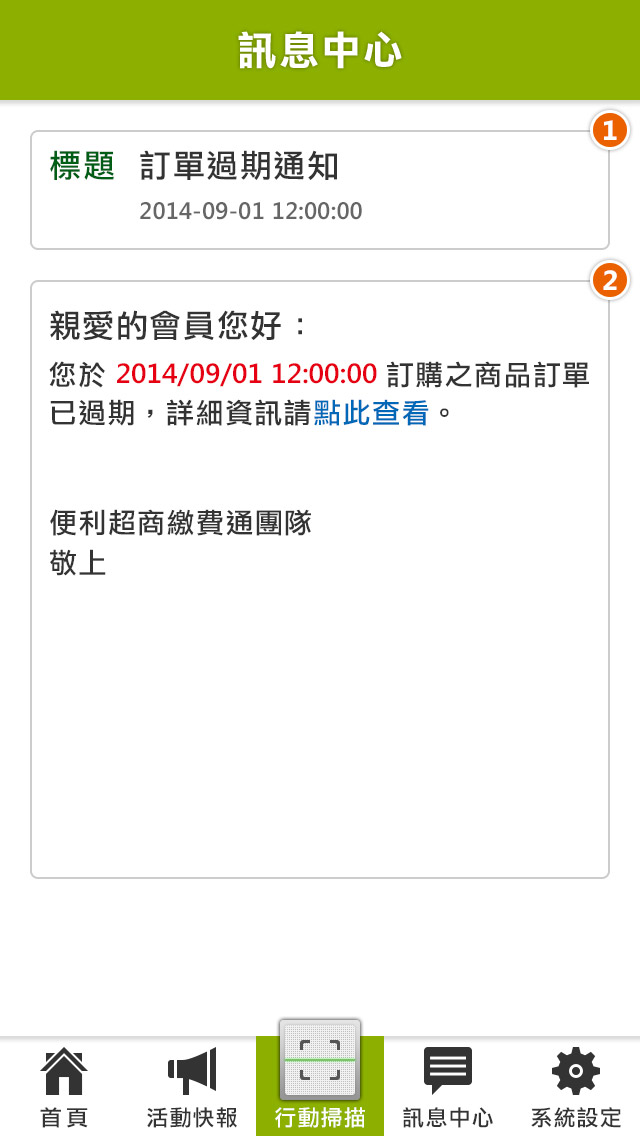 訊息中心
1
標題 訂單過期通知
2014-09-01 12:00:00
2
親愛的會員您好：
您於 2014/09/01 12:00:00 訂購之商品訂單
已過期，詳細資訊請點此查看。
便利超商繳費通團隊
敬上
首頁 活動快報 行動掃描 訊息中心 系統設定